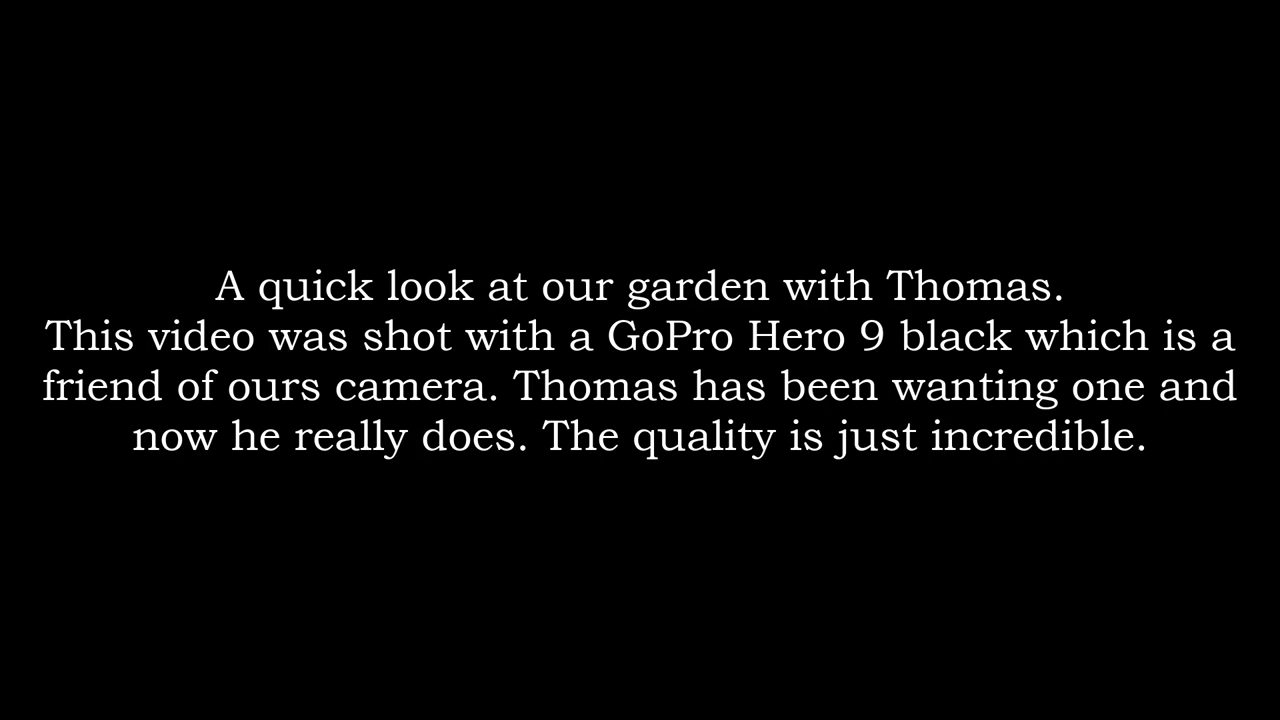 A quick look at our garden with Thomas.
This video was shot with a GoPro Hero 9 black which is a
friend of ours camera. Thomas has been wanting one and
now he really does. The quality is just incredible.